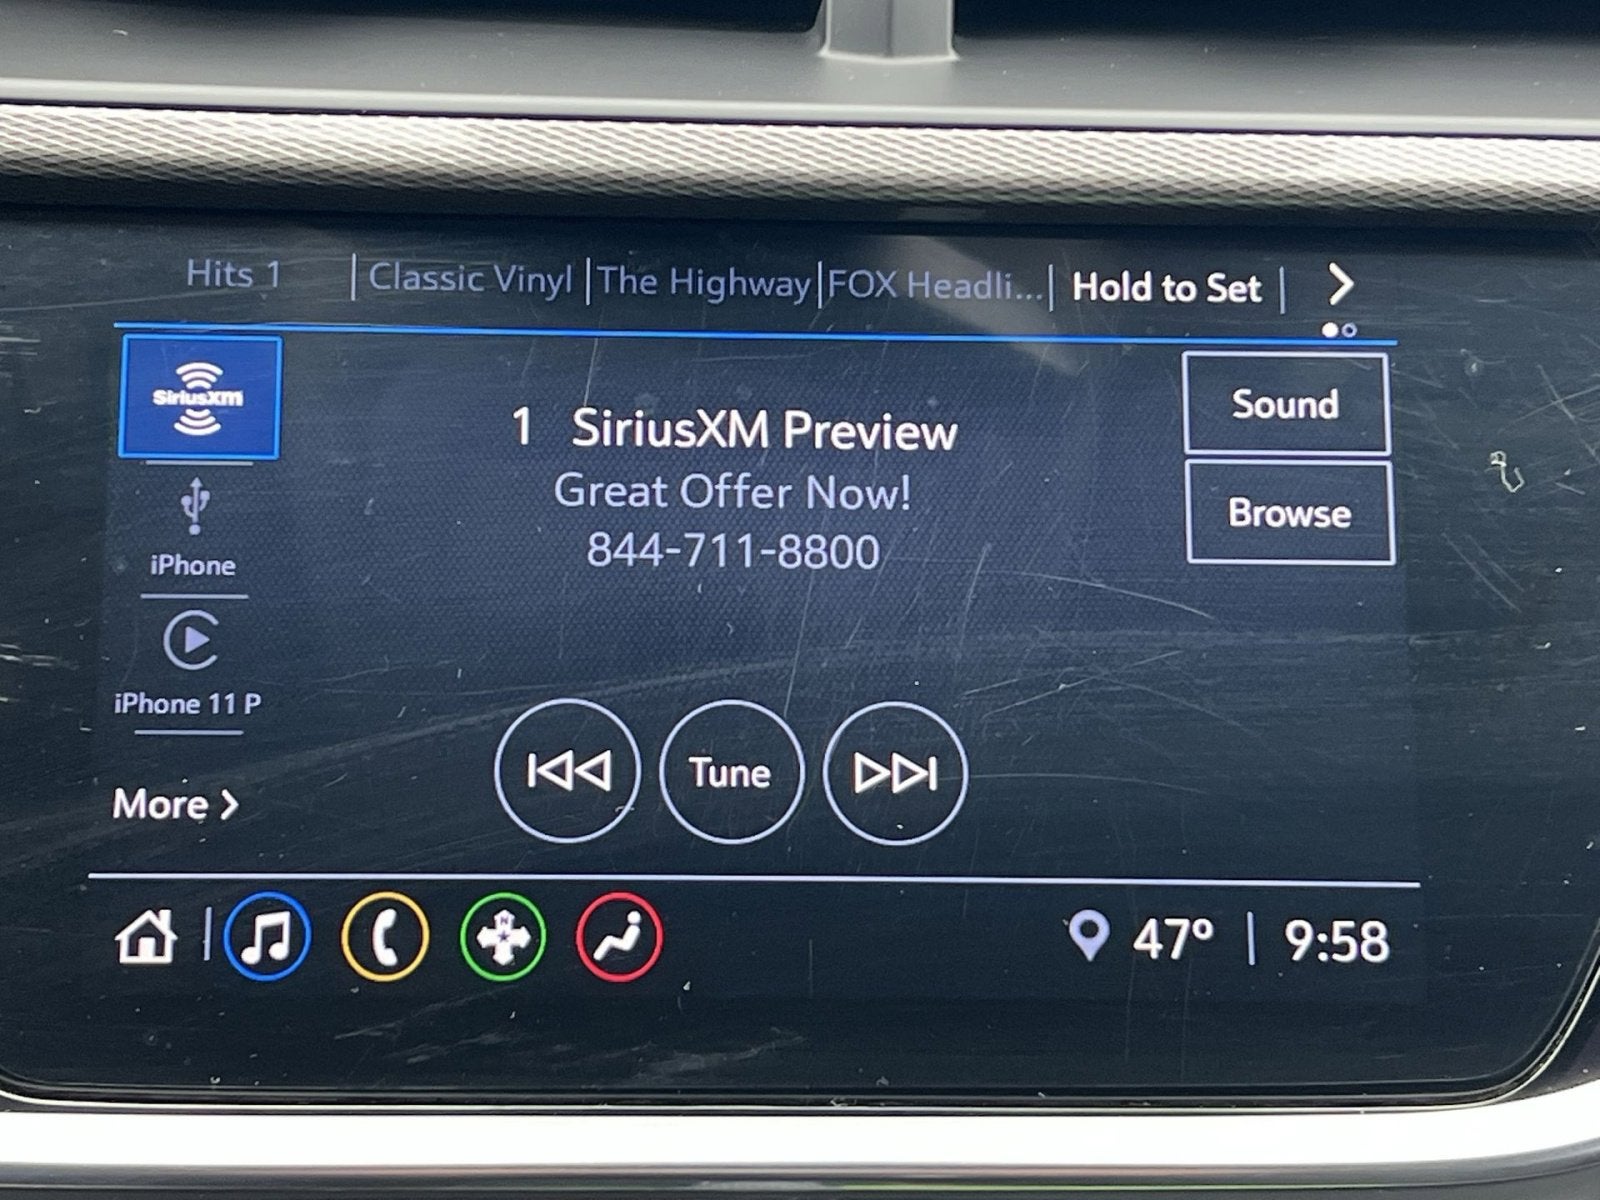 Hits 1 Classic Vinyl The Highway FOX Headli... Hold to Set
SiriusXM
1 SiriusXM Preview
Great Offer Now!
844-711-8800
Sound
Browse
iPhone
iPhone 11 P
More
Tune
N
47° 9:58